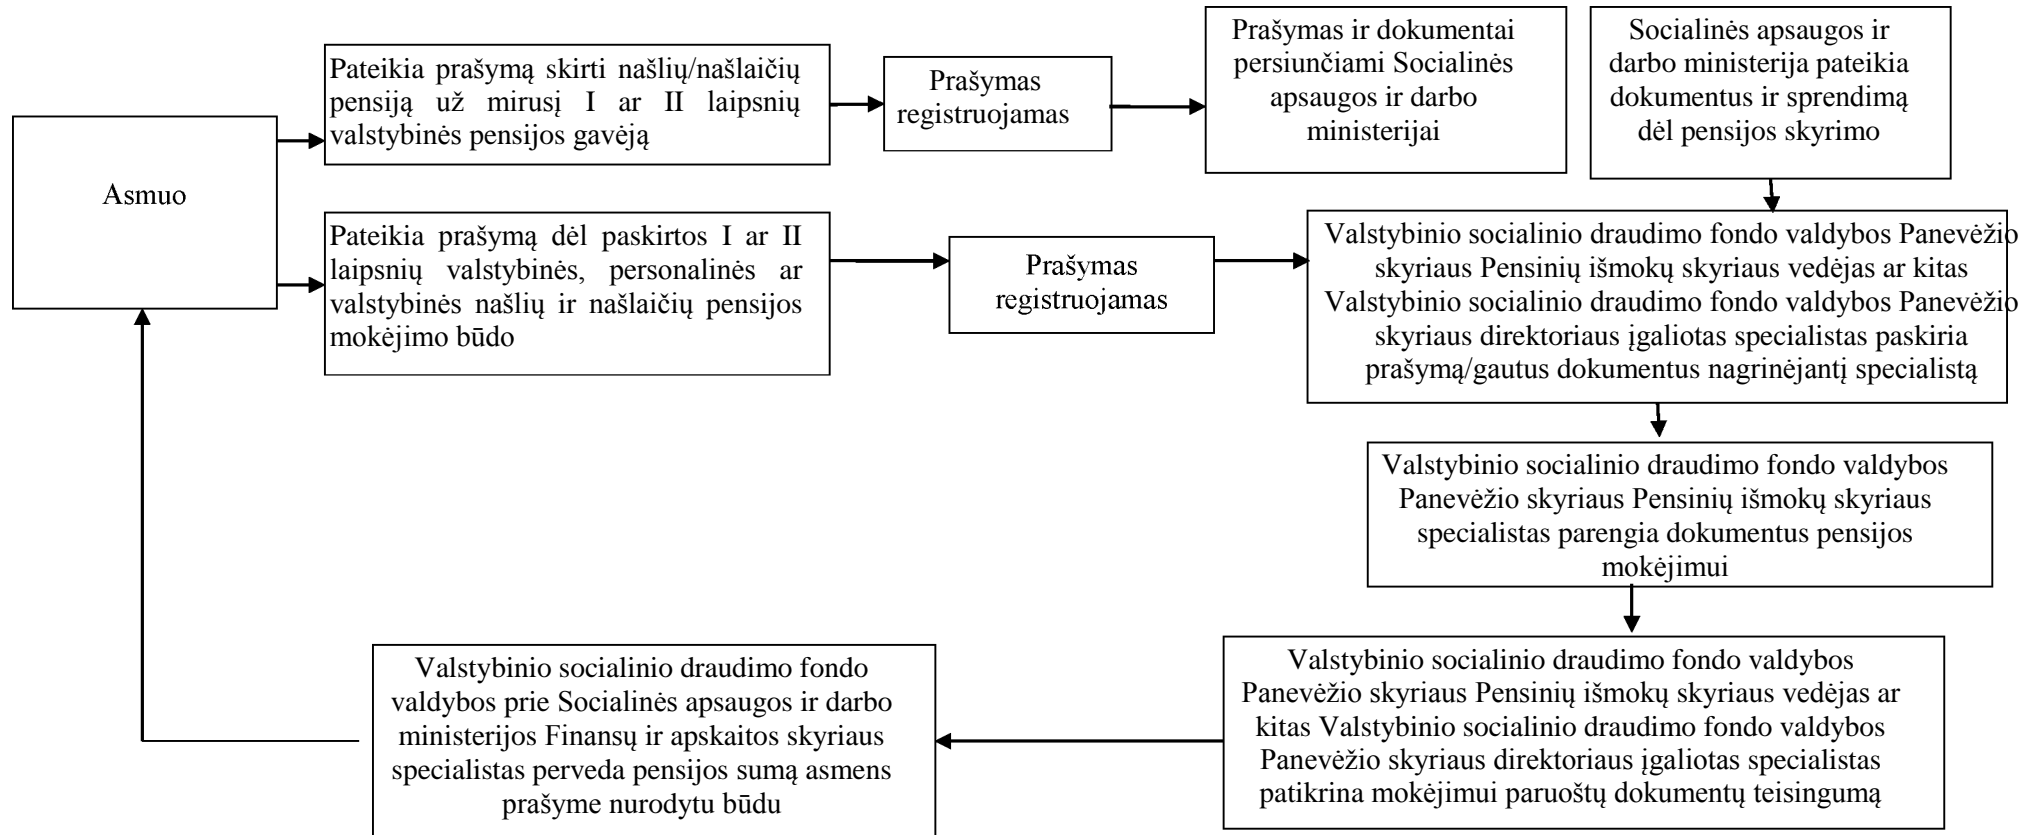 Asmuo
Pateikia prašymą skirti našlių/našlaičių
pensiją už mirusį I ar II laipsnių
valstybinės pensijos gavėją
Prašymas
registruojamas
Prašymas ir dokumentai
persiunčiami Socialinės
apsaugos ir darbo
ministerijai
Socialinės apsaugos ir
darbo ministerija pateikia
dokumentus ir sprendimą
dėl pensijos skyrimo
Pateikia prašymą dėl paskirtos I ar II
laipsnių valstybinės, personalinės ar
valstybinės našlių ir našlaičių pensijos
mokėjimo būdo
Prašymas
registruojamas
Valstybinio socialinio draudimo fondo valdybos Panevėžio
skyriaus Pensinių išmokų skyriaus vedėjas ar kitas
Valstybinio socialinio draudimo fondo valdybos Panevėžio
skyriaus direktoriaus įgaliotas specialistas paskiria
prašymą/gautus dokumentus nagrinėjantį specialistą
Valstybinio socialinio draudimo fondo valdybos
Panevėžio skyriaus Pensinių išmokų skyriaus
specialistas parengia dokumentus pensijos
mokėjimui
Valstybinio socialinio draudimo fondo valdybos
Panevėžio skyriaus Pensinių išmokų skyriaus vedėjas ar
kitas Valstybinio socialinio draudimo fondo valdybos
Panevėžio skyriaus direktoriaus įgaliotas specialistas
patikrina mokėjimui paruoštų dokumentų teisingumą
Valstybinio socialinio draudimo fondo
valdybos prie Socialinės apsaugos ir darbo
ministerijos Finansų ir apskaitos skyriaus
specialistas perveda pensijos sumą asmens
prašyme nurodytu būdu